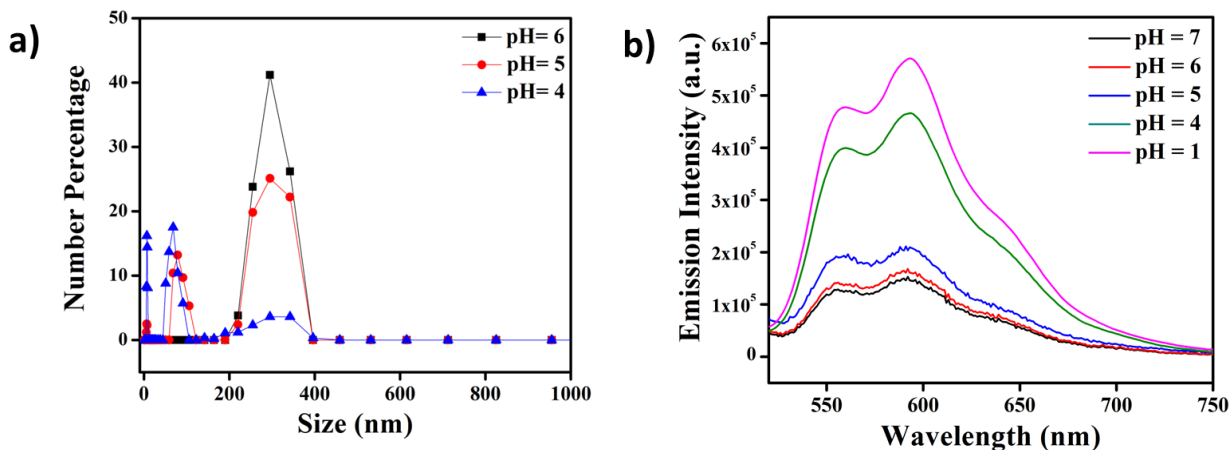 a)
50
40
30
20
10
0
Number Percentage
pH= 6
pH= 5
pH= 4
0 200 400 600 800 1000
Size (nm)
b)
6x10⁵
5x10⁵
4x10⁵
3x10⁵
2x10⁵
1x10⁵
0
Emission Intensity (a.u.)
pH = 7
pH = 6
pH = 5
pH = 4
pH = 1
550 600 650 700 750
Wavelength (nm)